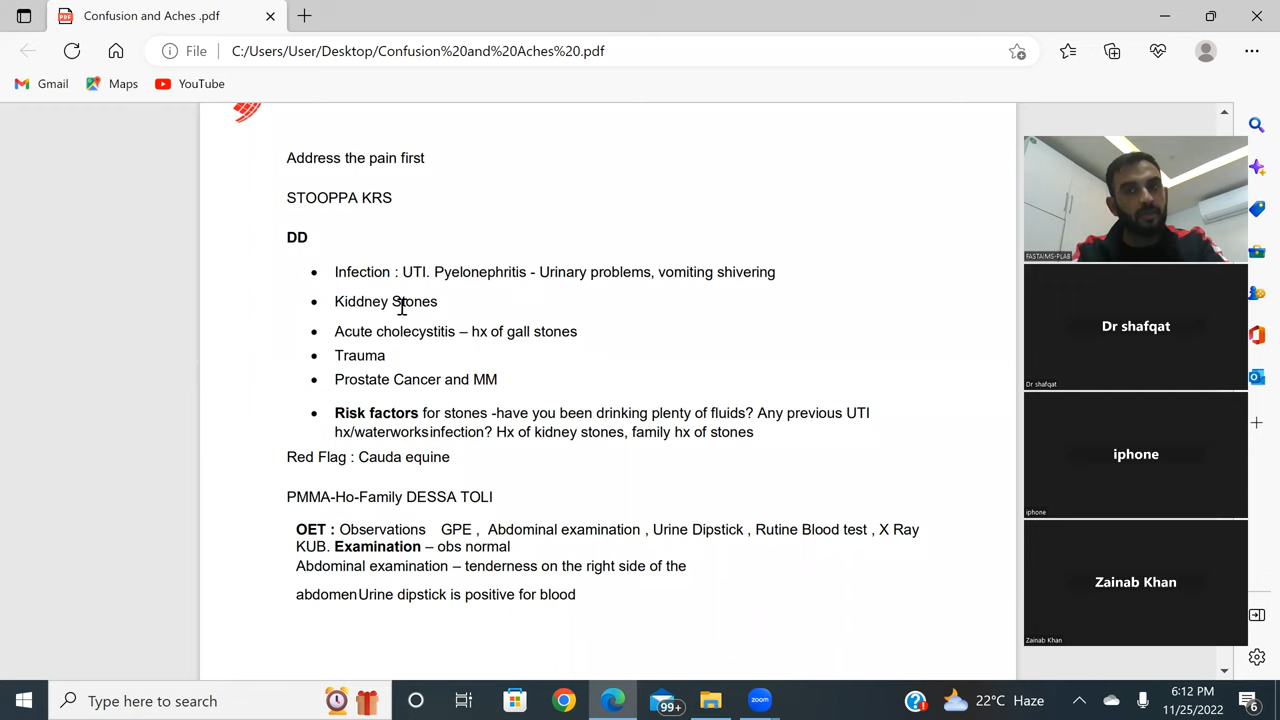 Confusion and Aches .pdf
File C:/Users/User/Desktop/Confusion%20and%20Aches%20.pdf
Gmail Maps YouTube
Address the pain first
STOOPPA KRS
DD
Infection : UTI. Pyelonephritis - Urinary problems, vomiting shivering
Kiddney Stones
Acute cholecystitis – hx of gall stones
Trauma
Prostate Cancer and MM
Risk factors for stones -have you been drinking plenty of fluids? Any previous UTI
hx/waterworksinfection? Hx of kidney stones, family hx of stones
Red Flag : Cauda equine
PMMA-Ho-Family DESSA TOLI
OET : Observations GPE , Abdominal examination , Urine Dipstick , Rutine Blood test , X Ray
KUB. Examination – obs normal
Abdominal examination – tenderness on the right side of the
abdomenUrine dipstick is positive for blood
FASTAIMS-PLAB
Dr shafqat
Dr shafqat
iphone
iphone
Zainab Khan
Zainab Khan
Type here to search
99+
zoom
22°C Haze
6:12 PM
11/25/2022
6